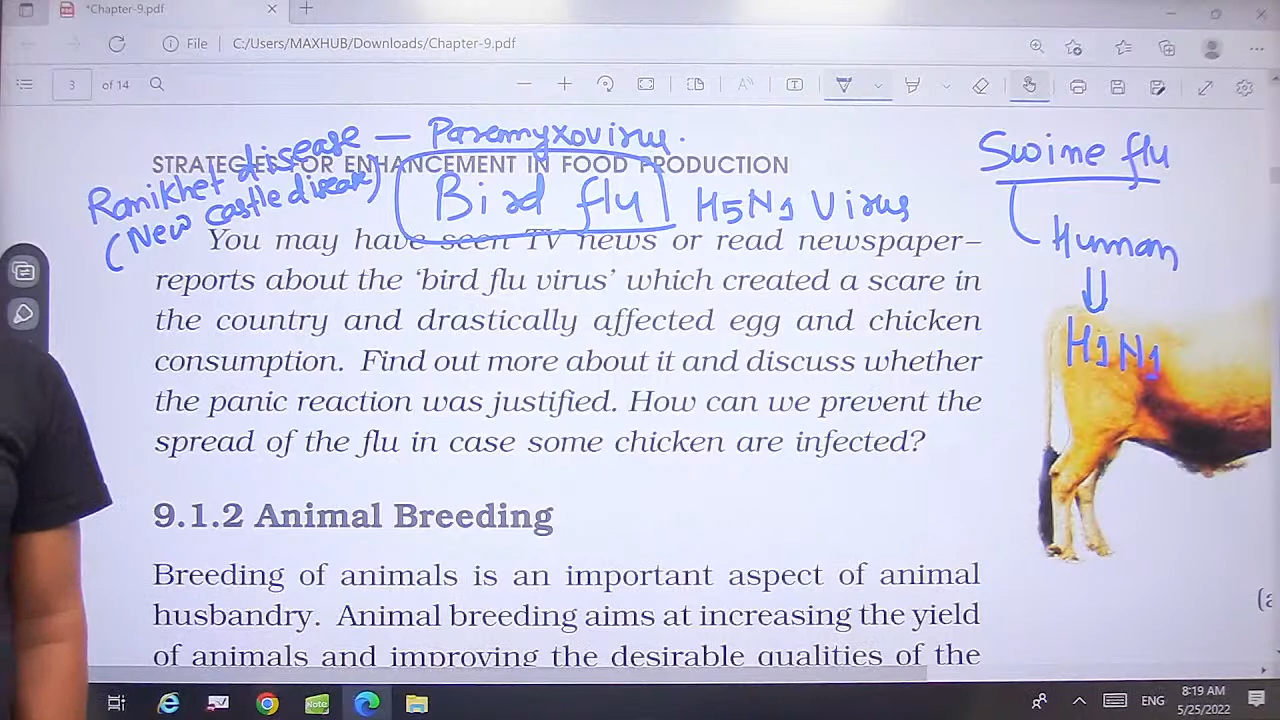 *Chapter-9.pdf
File C:/Users/MAXHUB/Downloads/Chapter-9.pdf
3 of 14
Ranikhet disease — Paramyxovirus.
(New castle disease)
STRATEGIES FOR ENHANCEMENT IN FOOD PRODUCTION
Bird flu H5N1 Virus
Swine flu
Human
H1N1
You may have seen TV news or read newspaper–
reports about the ‘bird flu virus’ which created a scare in
the country and drastically affected egg and chicken
consumption. Find out more about it and discuss whether
the panic reaction was justified. How can we prevent the
spread of the flu in case some chicken are infected?
9.1.2 Animal Breeding
Breeding of animals is an important aspect of animal
husbandry. Animal breeding aims at increasing the yield
of animals and improving the desirable qualities of the
(a
Note
ENG
8:19 AM
5/25/2022